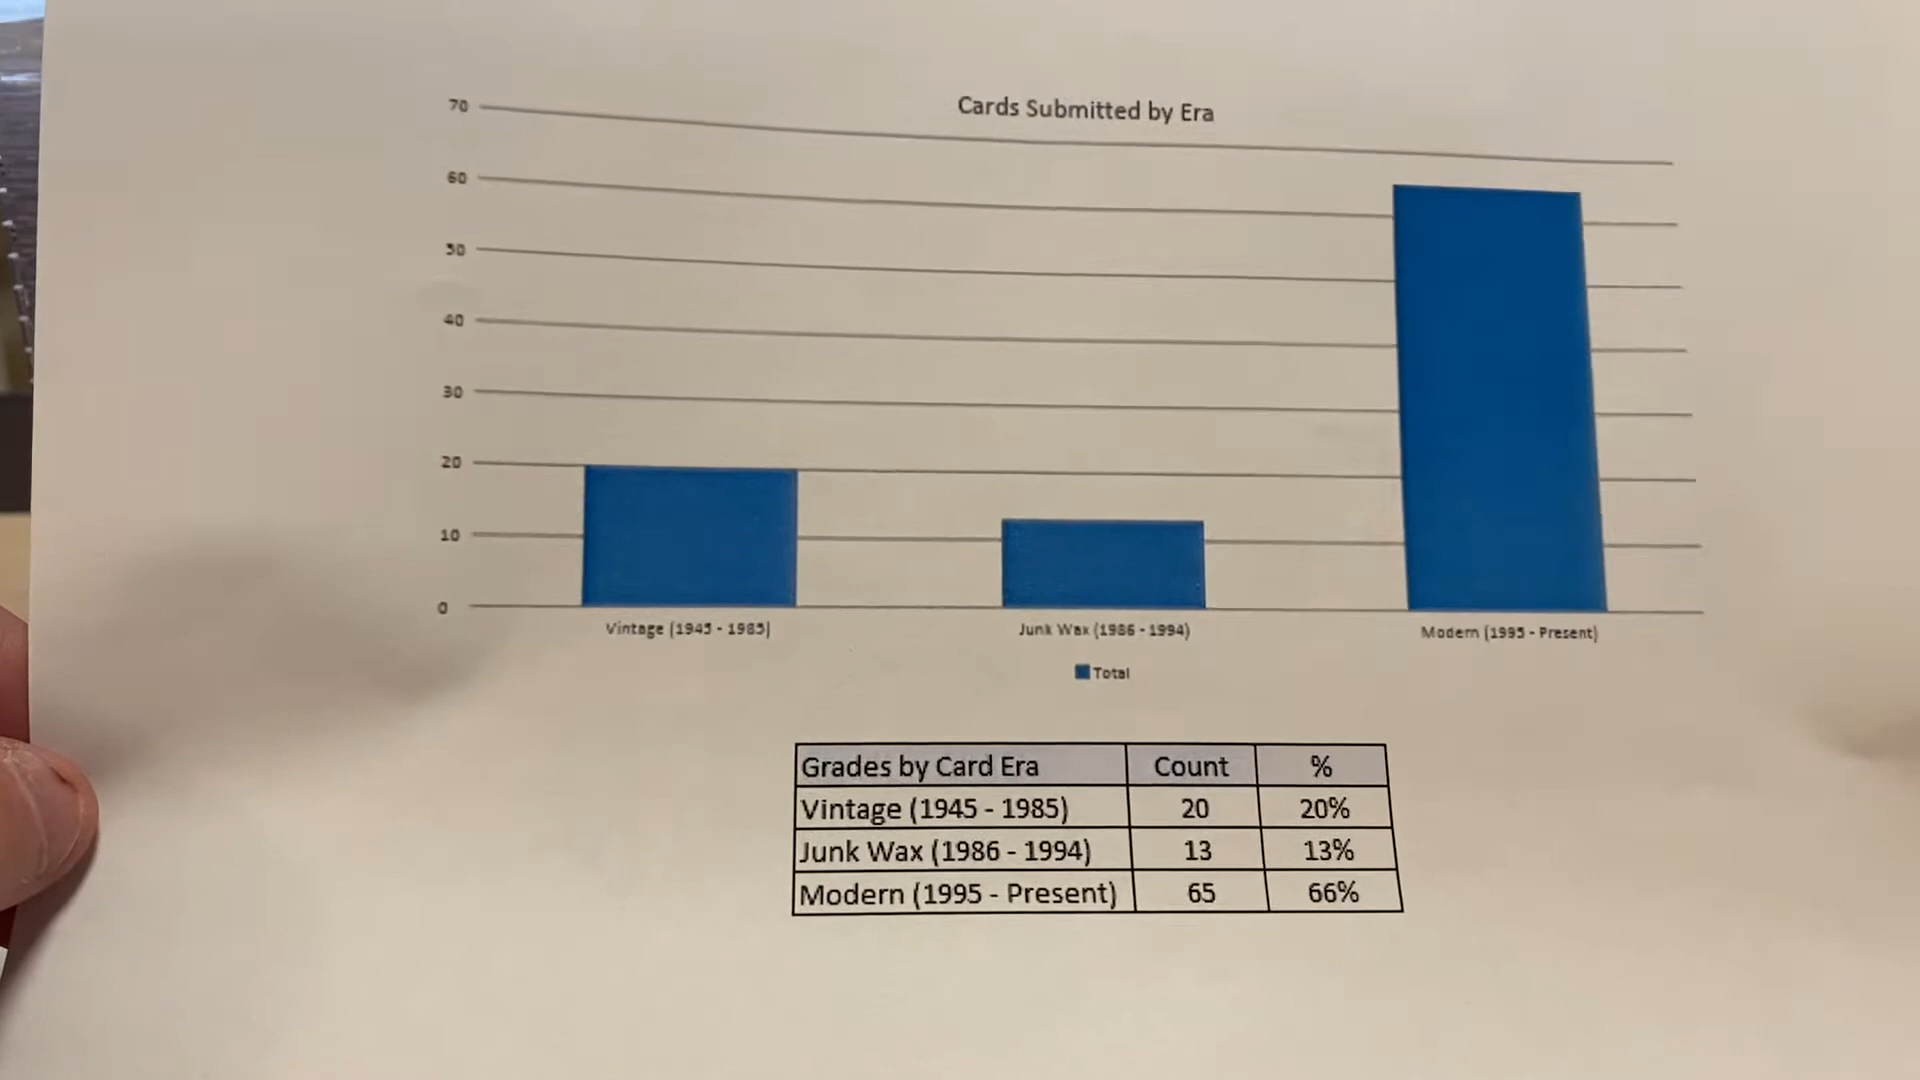 Cards Submitted by Era
70
60
50
40
30
20
10
0
Vintage (1945 - 1985)
Junk Wax (1986 - 1994)
Modern (1995 - Present)
Total
Grades by Card Era Count %
Vintage (1945 - 1985) 20 20%
Junk Wax (1986 - 1994) 13 13%
Modern (1995 - Present) 65 66%